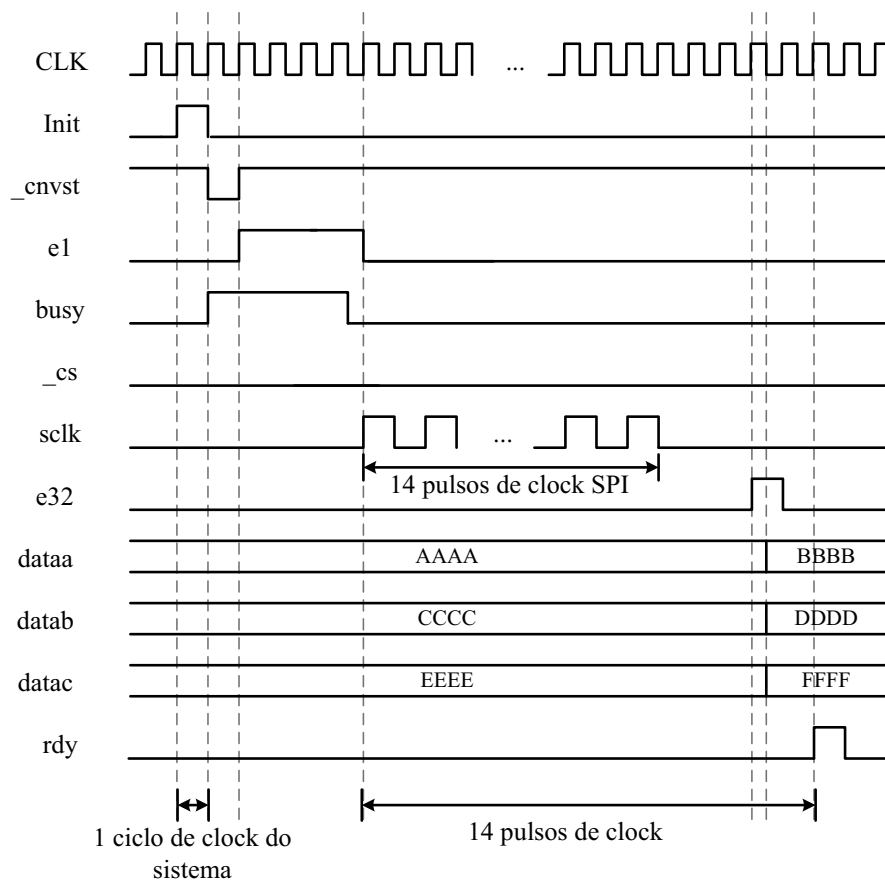 CLK
...
Init
_cnvst
e1
busy
_cs
sclk
...
14 pulsos de clock SPI
e32
dataa
AAAA
BBBB
datab
CCCC
DDDD
datac
EEEE
FFFF
rdy
1 ciclo de clock do
sistema
14 pulsos de clock